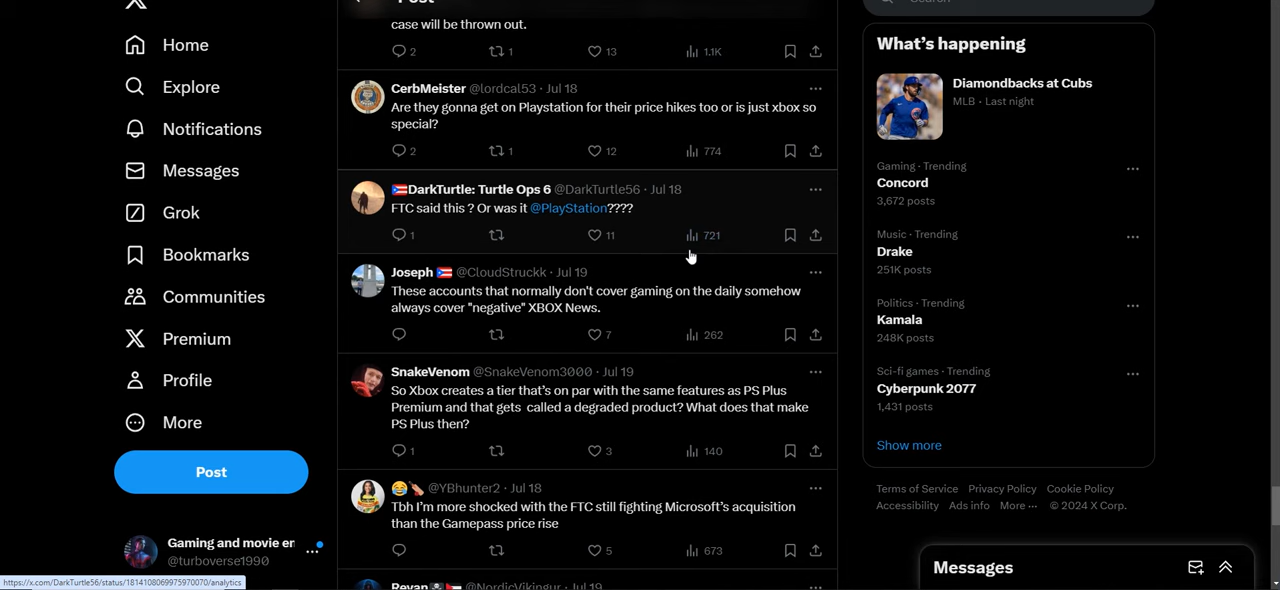 Post
Search
case will be thrown out.
2 1 13 1.1K
CerbMeister @lordcal53 · Jul 18
Are they gonna get on Playstation for their price hikes too or is just xbox so
special?
2 1 12 774
🇵🇷DarkTurtle: Turtle Ops 6 @DarkTurtle56 · Jul 18
FTC said this ? Or was it @PlayStation????
1 11 721
Joseph 🇵🇷 @CloudStruckk · Jul 19
These accounts that normally don't cover gaming on the daily somehow
always cover "negative" XBOX News.
7 262
SnakeVenom @SnakeVenom3000 · Jul 19
So Xbox creates a tier that's on par with the same features as PS Plus
Premium and that gets called a degraded product? What does that make
PS Plus then?
1 3 140
@YBhunter2 · Jul 18
Tbh I'm more shocked with the FTC still fighting Microsoft's acquisition
than the Gamepass price rise
5 673
Revan @NordicVikingur · Jul 19
Home
Explore
Notifications
Messages
Grok
Bookmarks
Communities
Premium
Profile
More
Post
Gaming and movie en
@turboverse1990
https://x.com/DarkTurtle56/status/1814108069975970070/analytics
What's happening
Diamondbacks at Cubs
MLB · Last night
Gaming · Trending
Concord
3,672 posts
Music · Trending
Drake
251K posts
Politics · Trending
Kamala
248K posts
Sci-fi games · Trending
Cyberpunk 2077
1,431 posts
Show more
Terms of Service Privacy Policy Cookie Policy
Accessibility Ads info More ··· © 2024 X Corp.
Messages